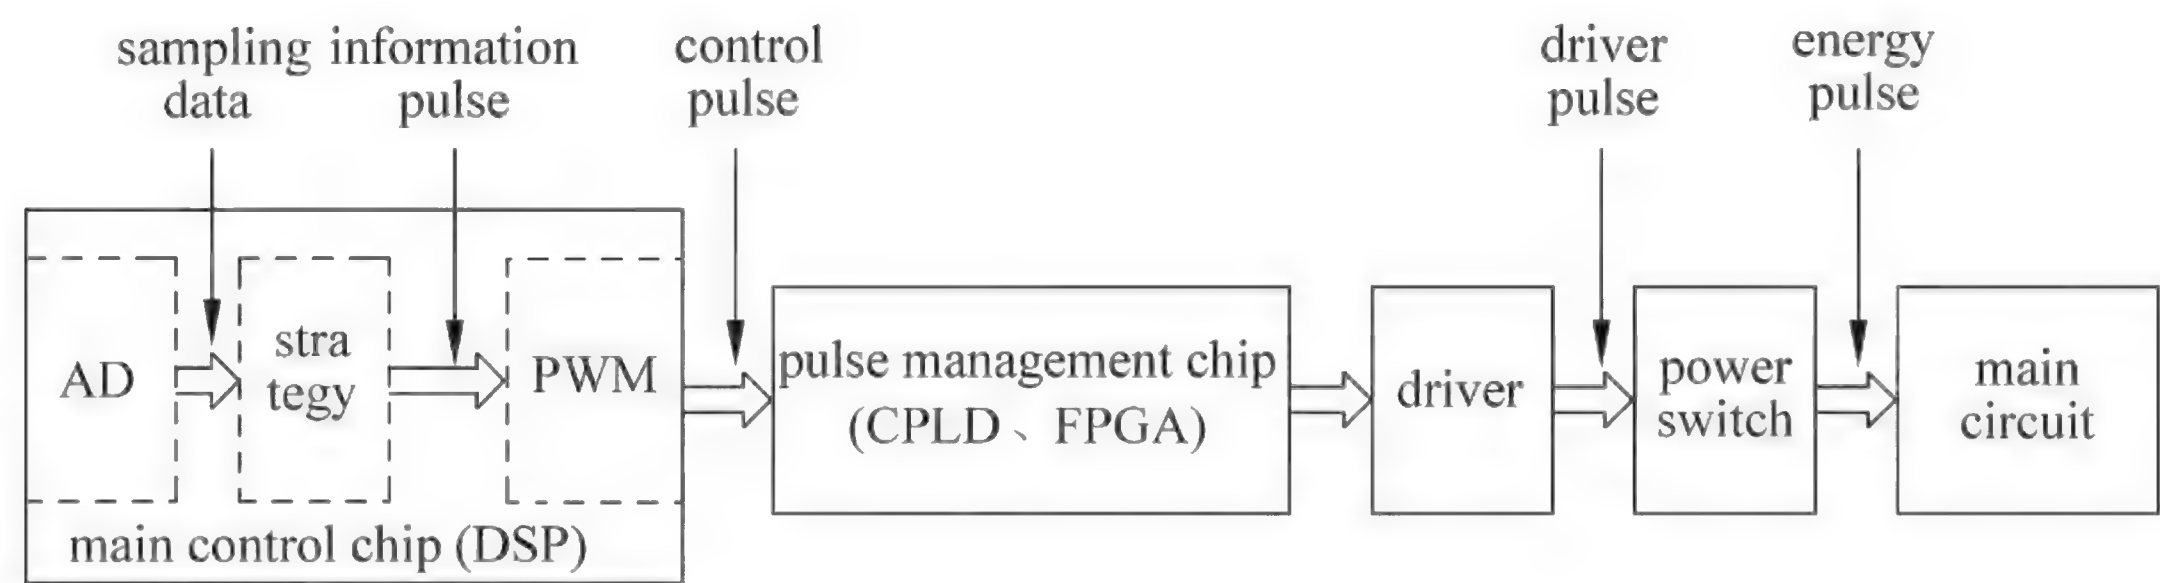 sampling
data
information
pulse
control
pulse
driver
pulse
energy
pulse
AD
stra
tegy
PWM
main control chip (DSP)
pulse management chip
(CPLD、FPGA)
driver
power
switch
main
circuit